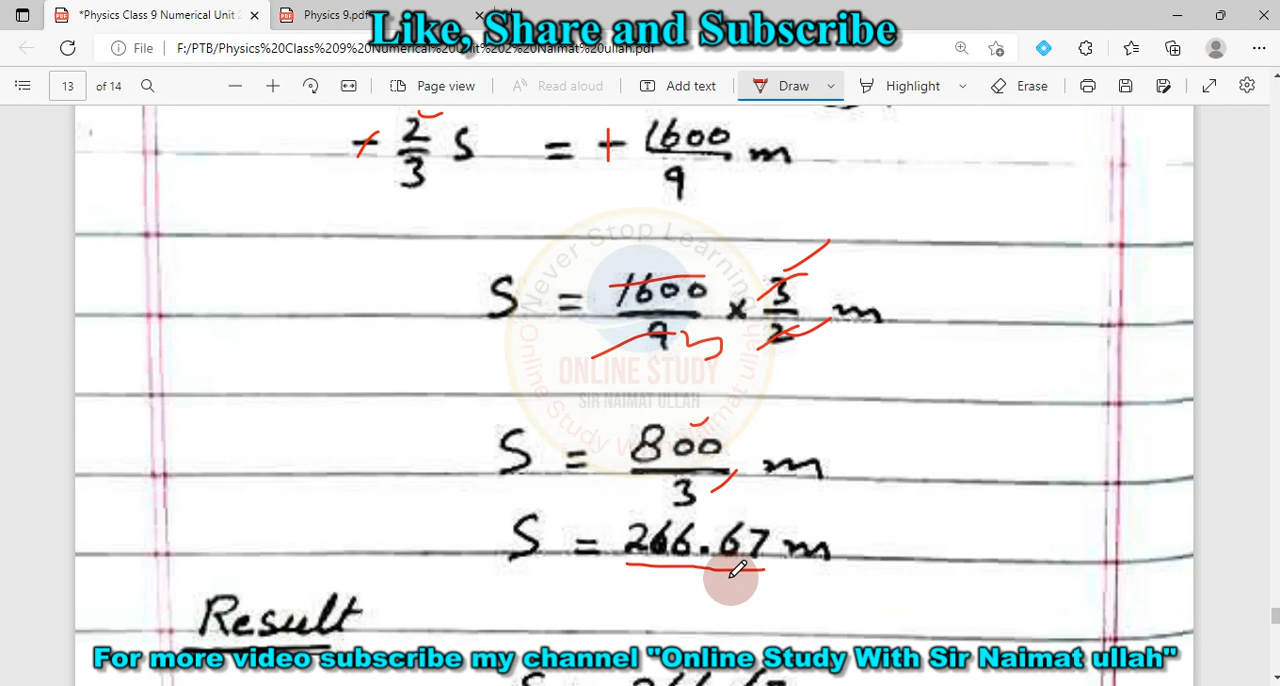 *Physics Class 9 Numerical Unit 2
Physics 9.pdf
Like, Share and Subscribe
File
F:/PTB/Physics%20Class%209%20Numerical%20Unit%202%20Naimat%20ullah.pdf
13 of 14
Page view
Read aloud
Add text
Draw
Highlight
Erase
- 2/3 S = + 1600/9 m
S = 1600/9 × 3/2 m
Never Stop Learning
ONLINE STUDY
SIR NAIMAT ULLAH
Online Study With Sir Naimat ullah
S = 800/3 m
S = 266.67 m
Result
For more video subscribe my channel "Online Study With Sir Naimat ullah"